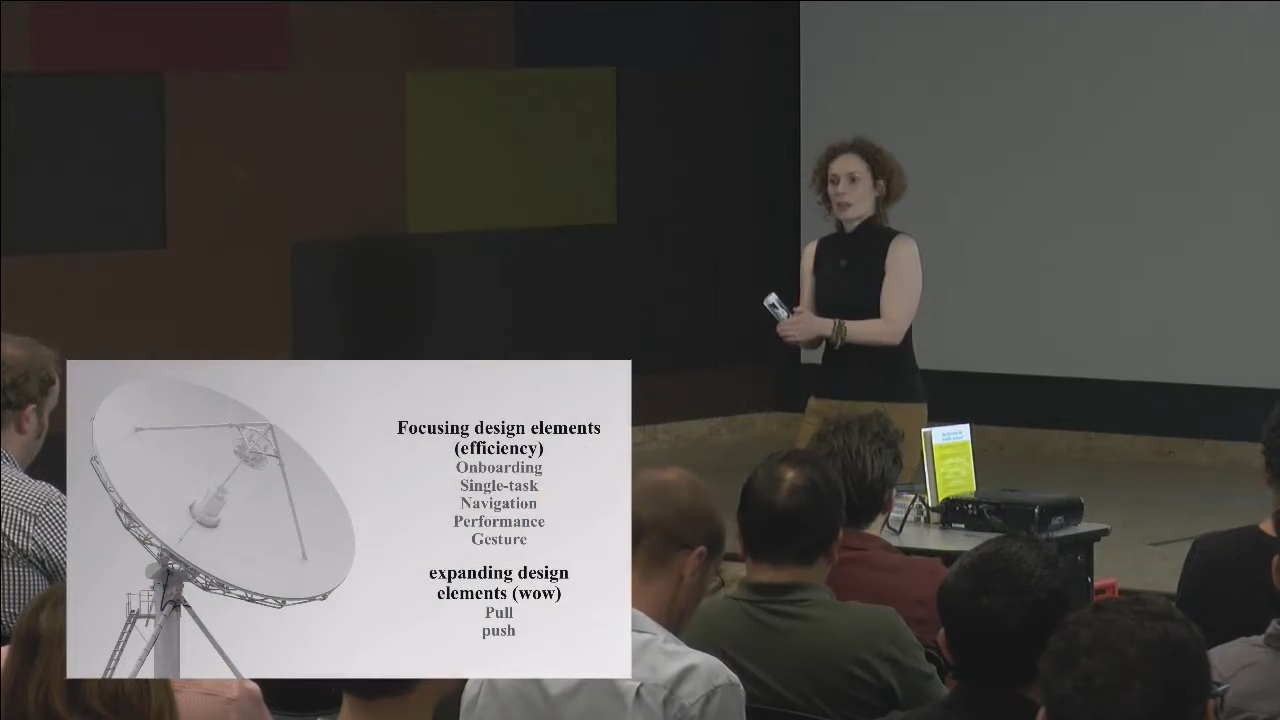 Focusing design elements
(efficiency)
Onboarding
Single-task
Navigation
Performance
Gesture
expanding design
elements (wow)
Pull
push